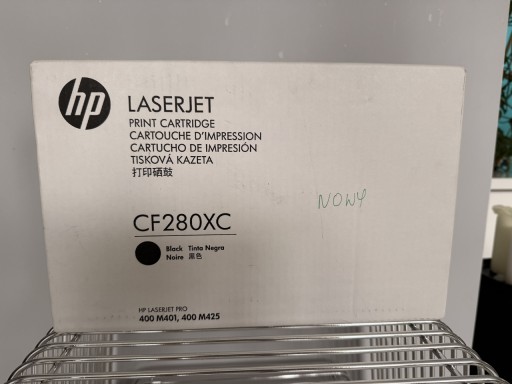 hp
LASERJET
PRINT CARTRIDGE
CARTOUCHE D'IMPRESSION
CARTUCHO DE IMPRESIÓN
TISKOVÁ KAZETA
打印硒鼓
NOWY
CF280XC
Black Tinta Negra
Noire 黑色
HP LASERJET PRO
400 M401, 400 M425